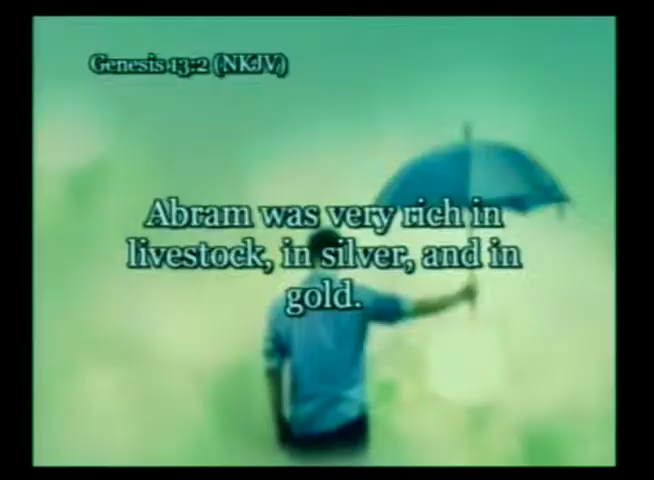 Genesis 13:2 (NKJV)
Abram was very rich in
livestock, in silver, and in
gold.